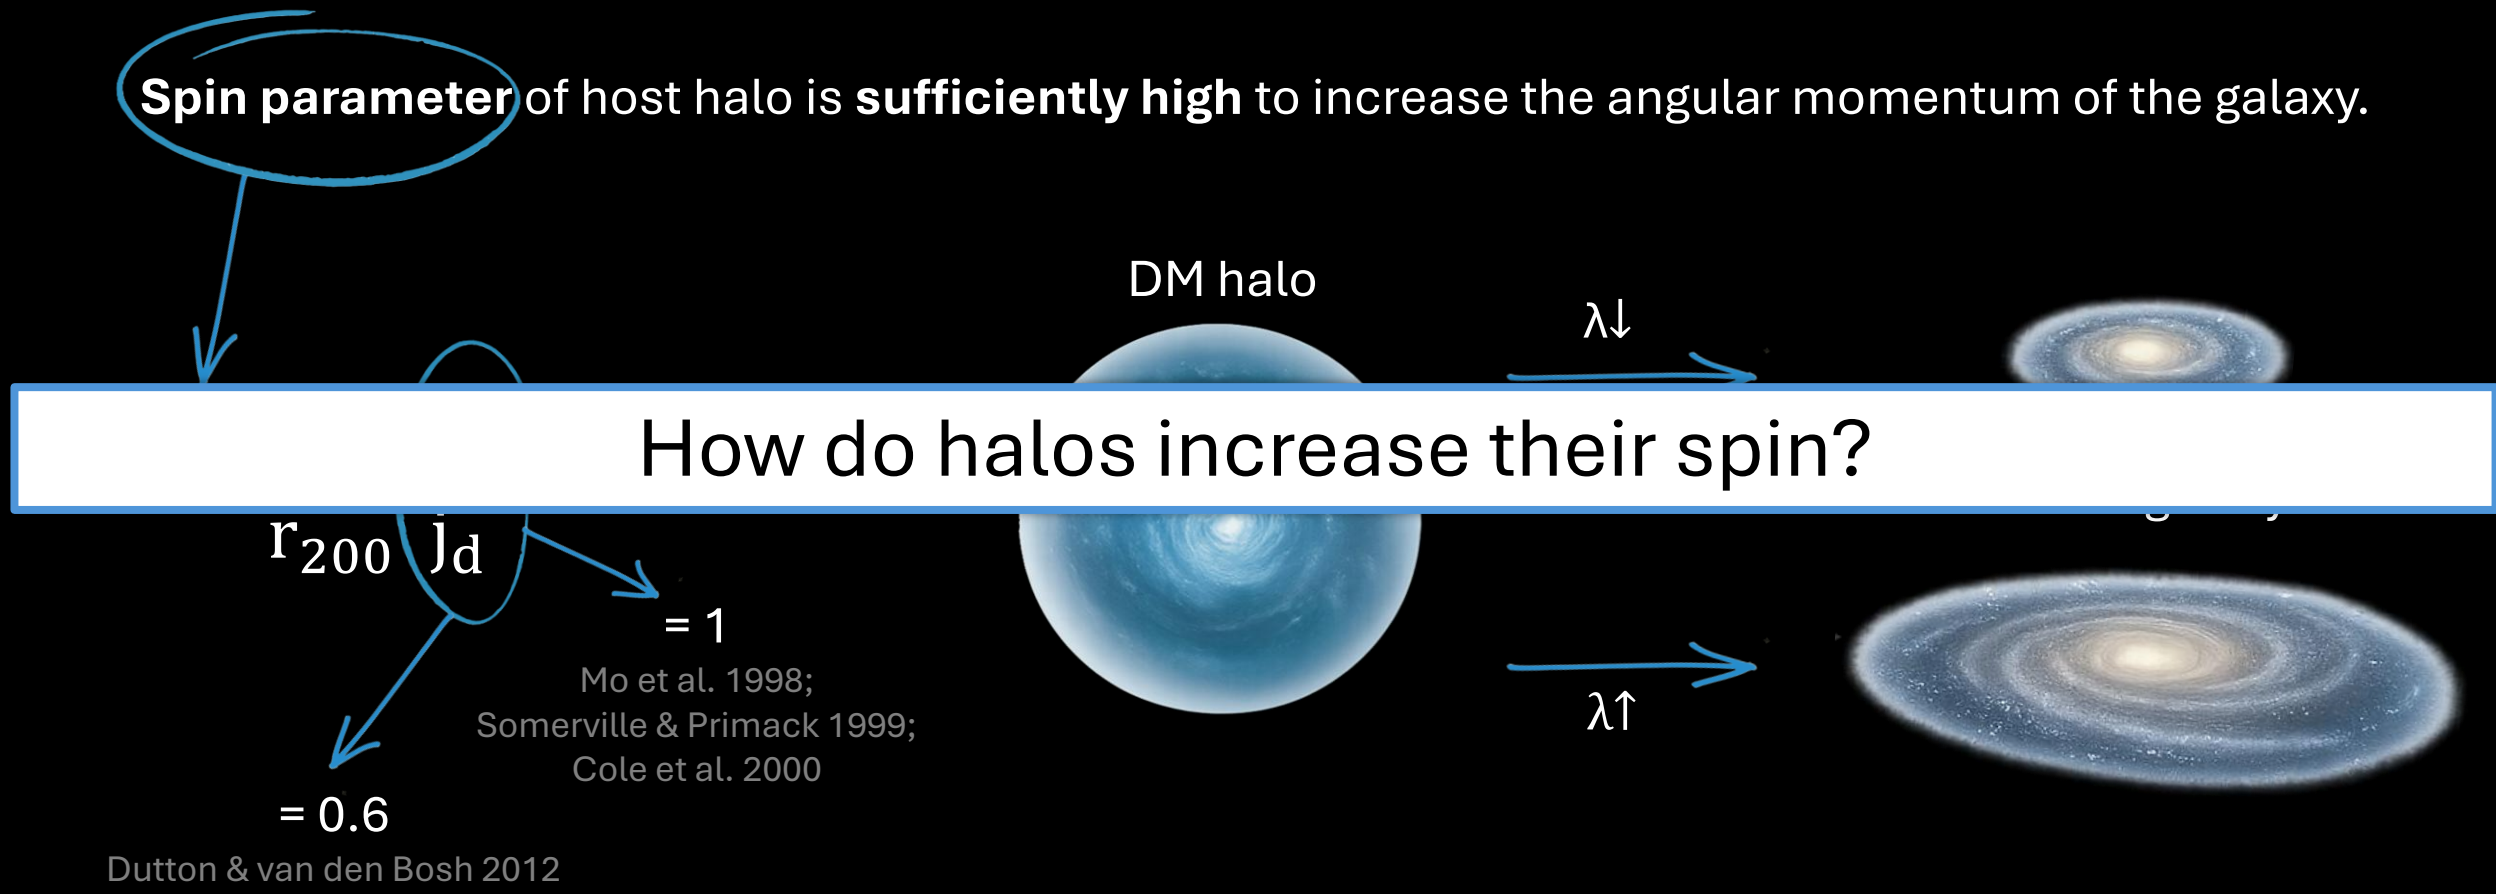 Spin parameter of host halo is sufficiently high to increase the angular momentum of the galaxy.
DM halo
λ↓
How do halos increase their spin?
r₂₀₀ j_d
= 1
Mo et al. 1998;
Somerville & Primack 1999;
Cole et al. 2000
λ↑
= 0.6
Dutton & van den Bosh 2012